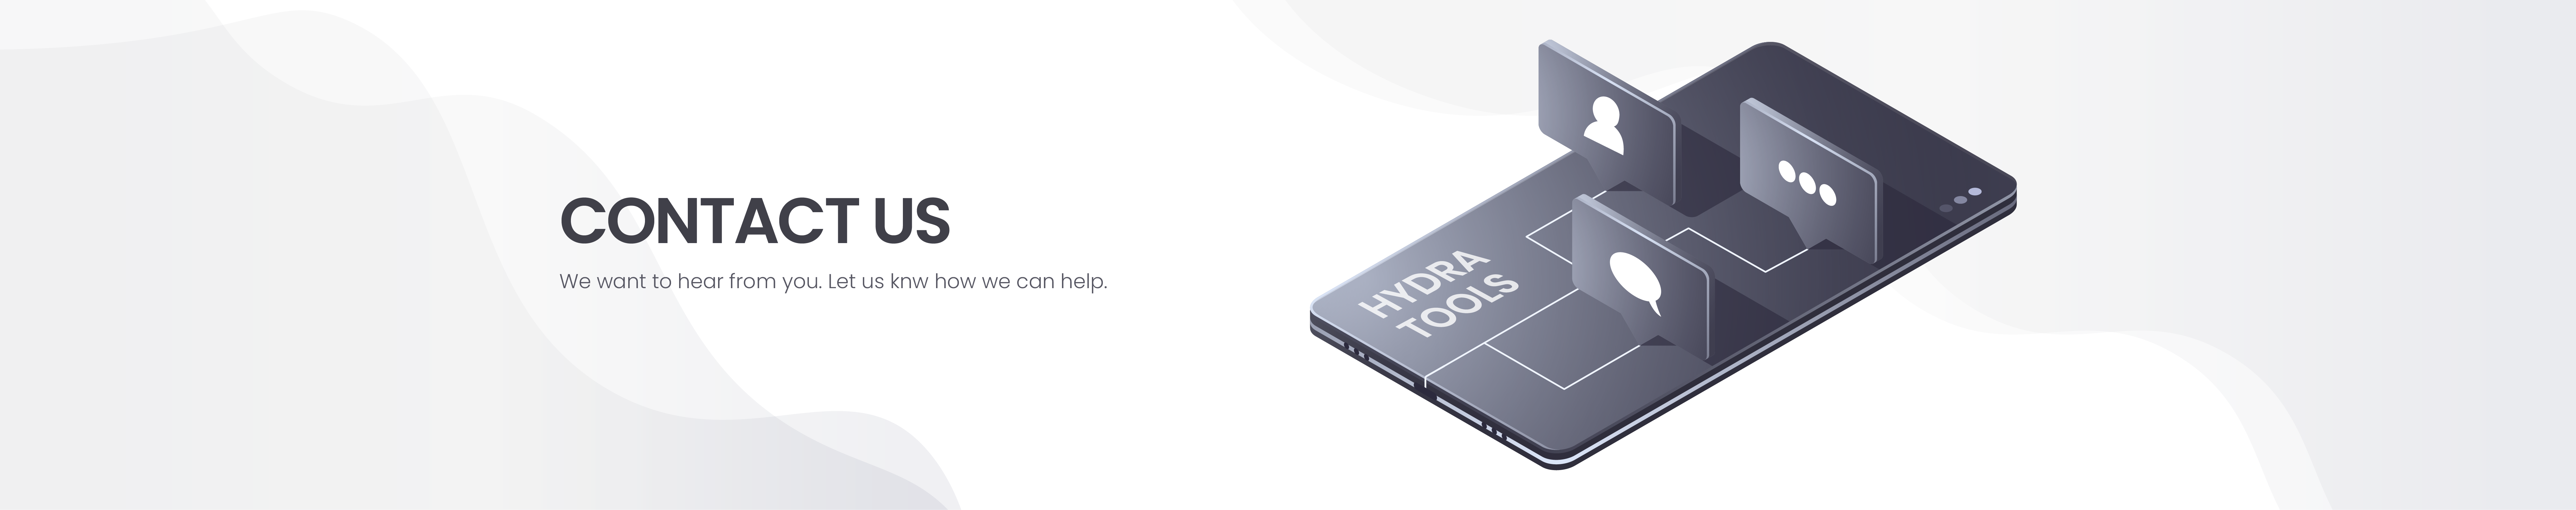 CONTACT US
We want to hear from you. Let us knw how we can help.
HYDRA
TOOLS